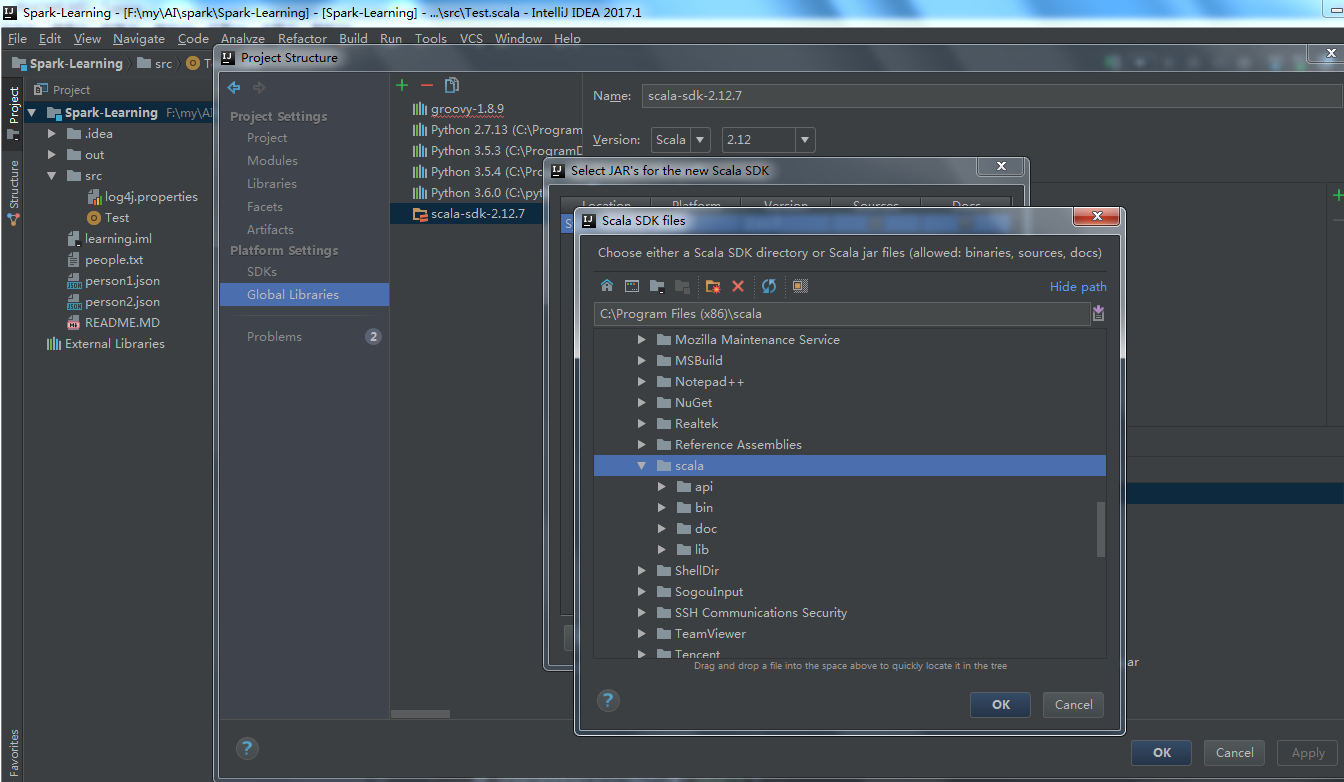 Spark-Learning - [F:\my\AI\spark\Spark-Learning] - [Spark-Learning] - ...\src\Test.scala - IntelliJ IDEA 2017.1
File Edit View Navigate Code Analyze Refactor Build Run Tools VCS Window Help
Spark-Learning src
Project Structure
Project
Spark-Learning F:\my\AI
.idea
out
src
log4j.properties
Test
learning.iml
people.txt
person1.json
person2.json
README.MD
External Libraries
Project
Structure
Favorites
Project Settings
Project
Modules
Libraries
Facets
Artifacts
Platform Settings
SDKs
Global Libraries
Problems 2
groovy-1.8.9
Python 2.7.13 (C:\Program
Python 3.5.3 (C:\ProgramD
Python 3.5.4 (C:\Pro
Python 3.6.0 (C:\pyt
scala-sdk-2.12.7
Name: scala-sdk-2.12.7
Version: Scala 2.12
Select JAR's for the new Scala SDK
Location Platform Version Sources Docs
Scala SDK files
Choose either a Scala SDK directory or Scala jar files (allowed: binaries, sources, docs)
Hide path
C:\Program Files (x86)\scala
Mozilla Maintenance Service
MSBuild
Notepad++
NuGet
Realtek
Reference Assemblies
scala
api
bin
doc
lib
ShellDir
SogouInput
SSH Communications Security
TeamViewer
Tencent
Drag and drop a file into the space above to quickly locate it in the tree
ar
? OK Cancel
? OK Cancel Apply